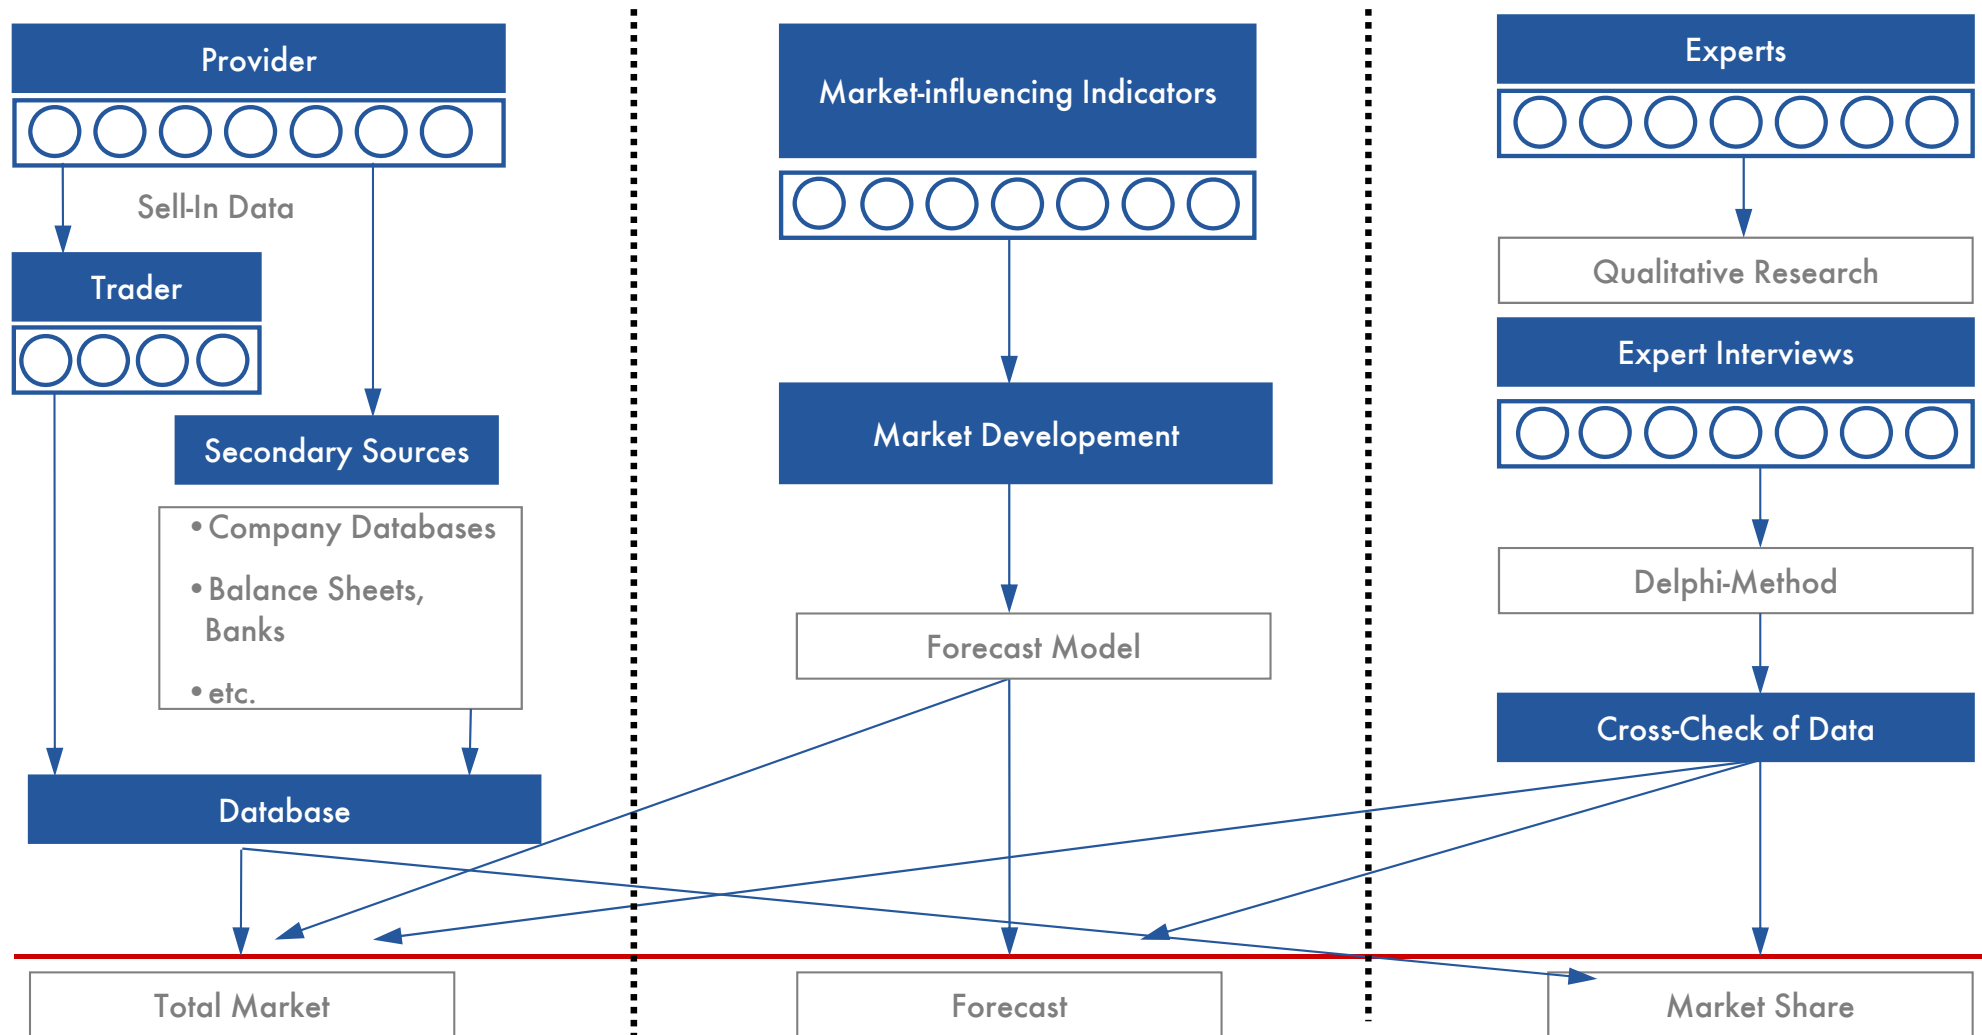 Provider
Sell-In Data
Trader
Secondary Sources
•Company Databases
•Balance Sheets,
Banks
•etc.
Database
Total Market
Market-influencing Indicators
Market Developement
Forecast Model
Forecast
Experts
Qualitative Research
Expert Interviews
Delphi-Method
Cross-Check of Data
Market Share